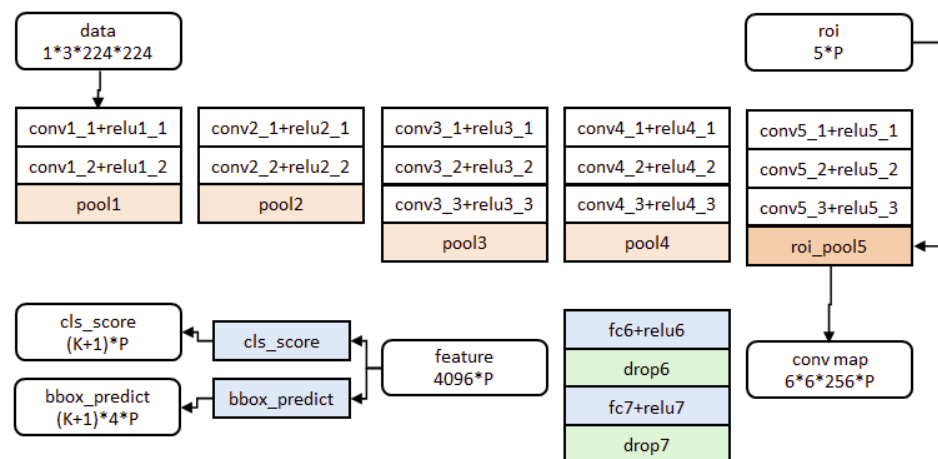 data
1*3*224*224
roi
5*P
conv1_1+relu1_1
conv1_2+relu1_2
pool1
conv2_1+relu2_1
conv2_2+relu2_2
pool2
conv3_1+relu3_1
conv3_2+relu3_2
conv3_3+relu3_3
pool3
conv4_1+relu4_1
conv4_2+relu4_2
conv4_3+relu4_3
pool4
conv5_1+relu5_1
conv5_2+relu5_2
conv5_3+relu5_3
roi_pool5
cls_score
(K+1)*P
bbox_predict
(K+1)*4*P
cls_score
bbox_predict
feature
4096*P
fc6+relu6
drop6
fc7+relu7
drop7
conv map
6*6*256*P